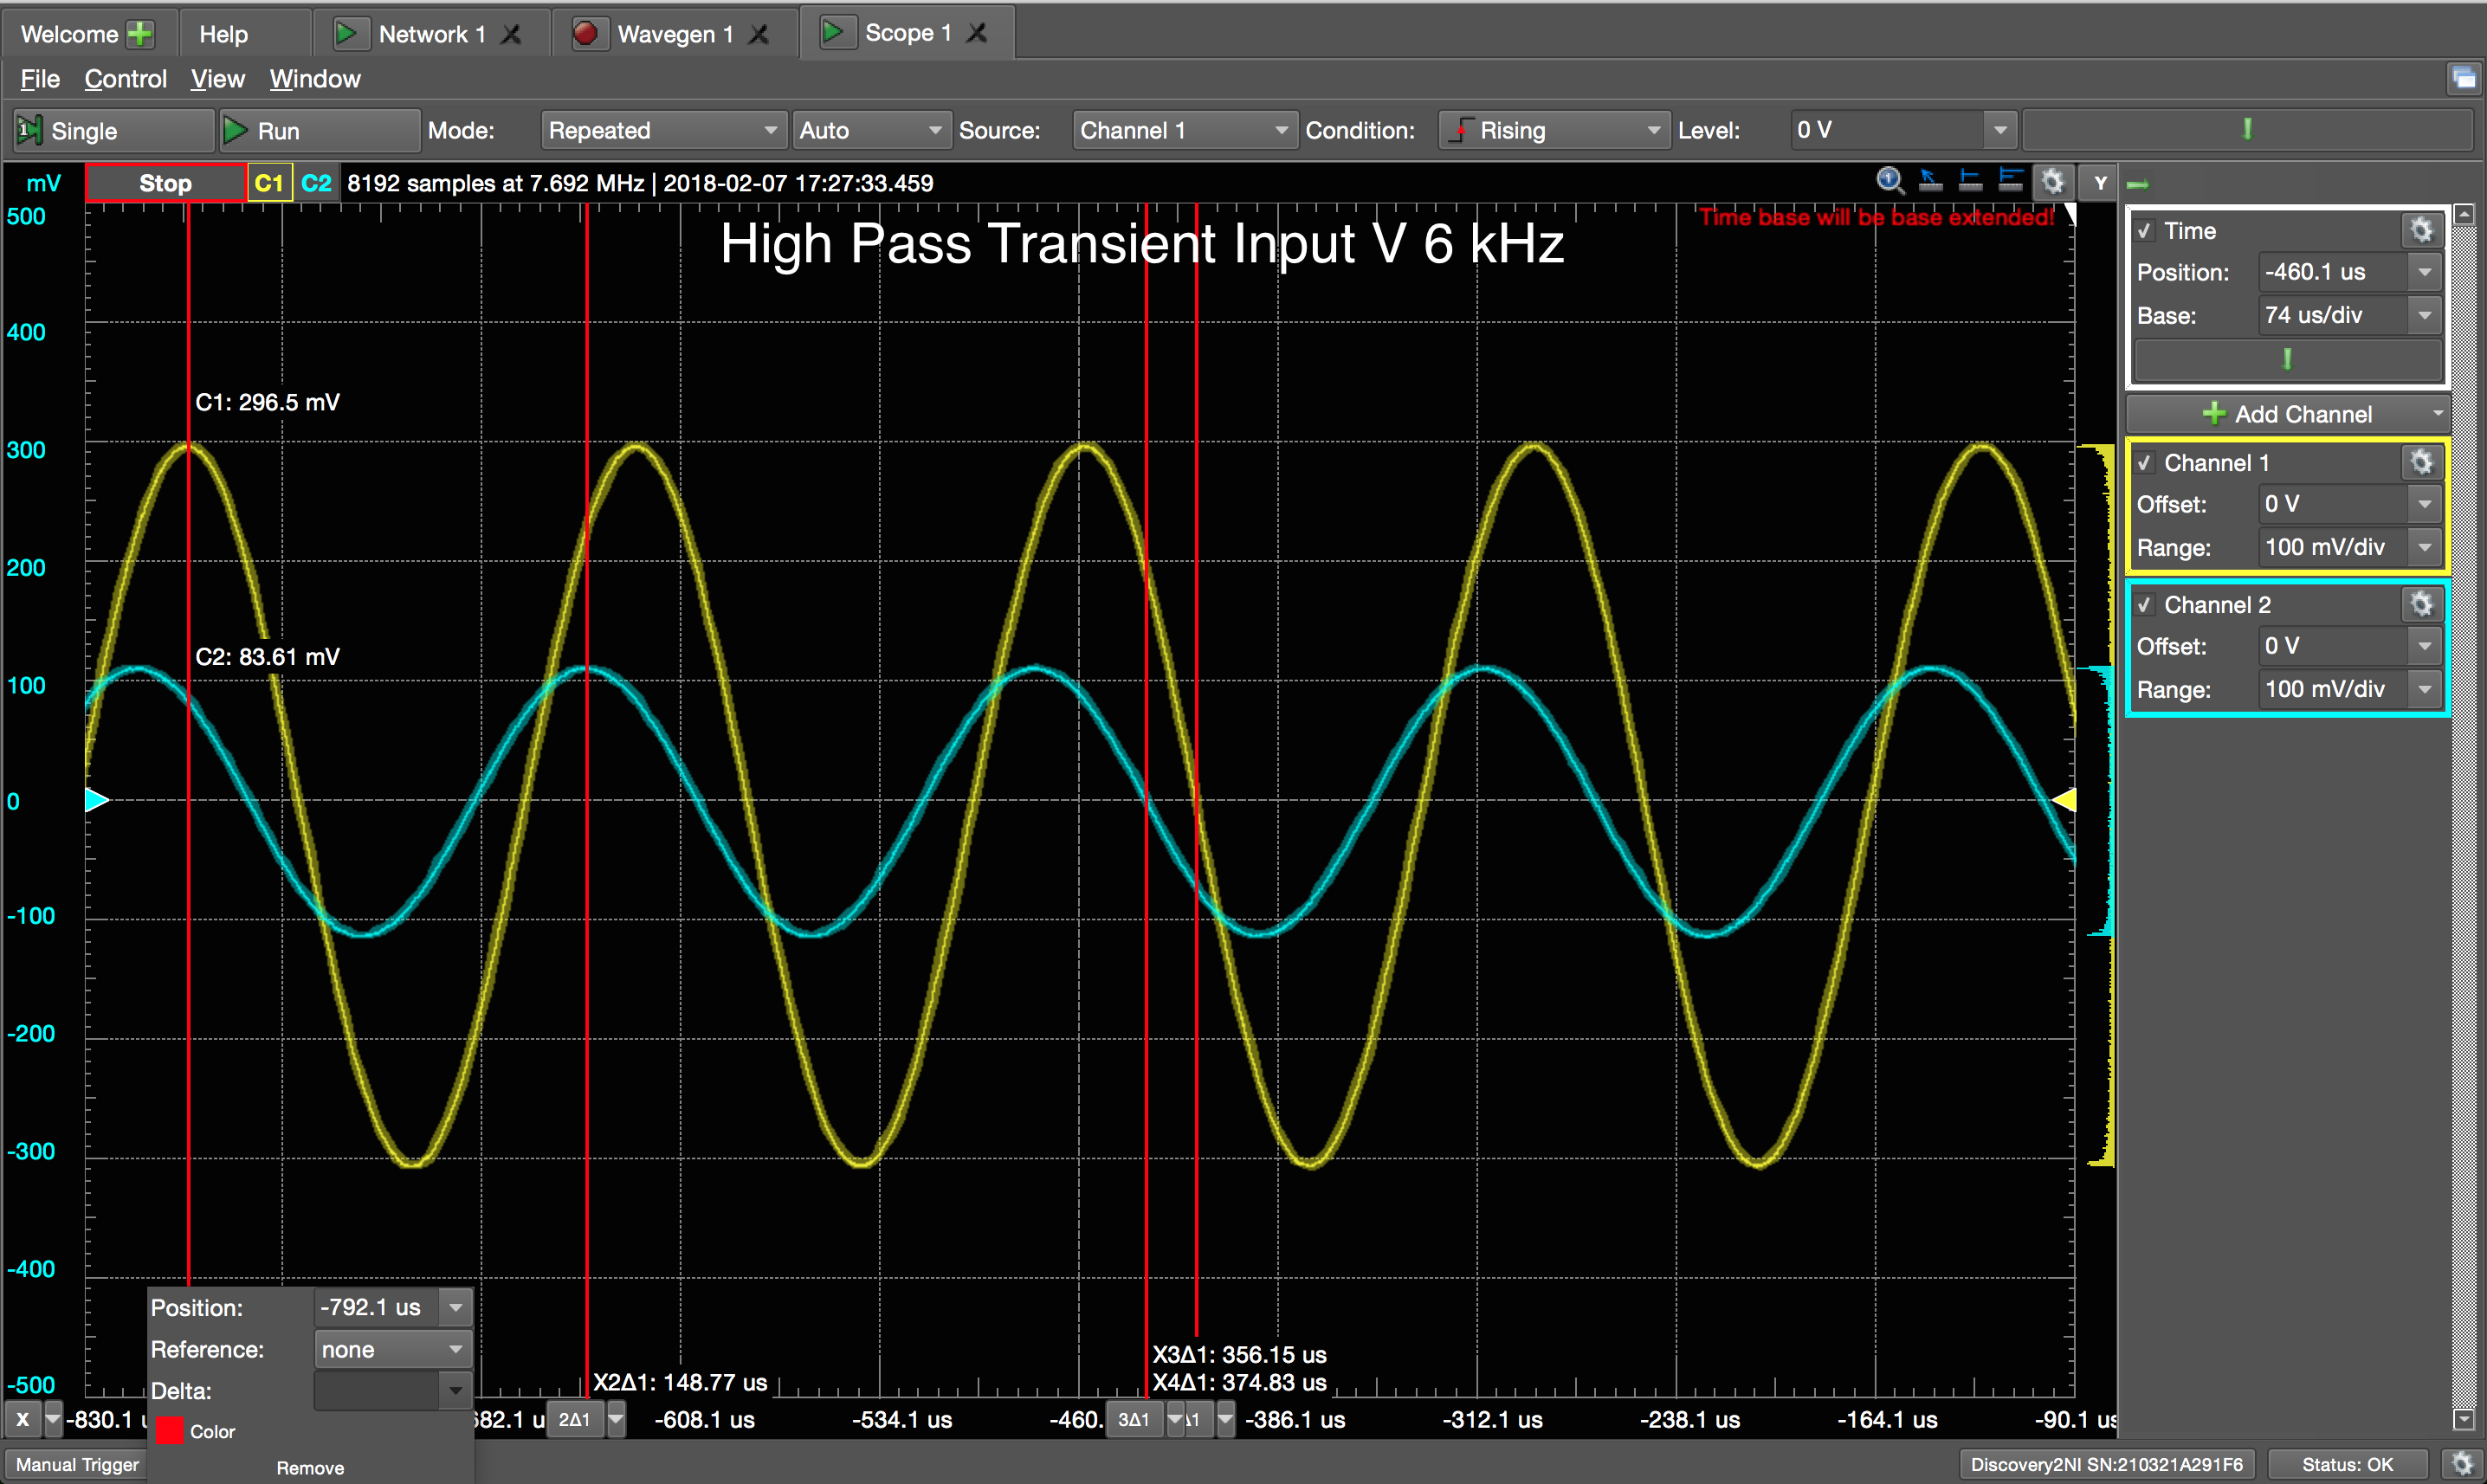 Welcome Help Network 1 X Wavegen 1 X Scope 1 X
File Control View Window
Single Run Mode: Repeated Auto Source: Channel 1 Condition: Rising Level: 0 V
mV Stop C1 C2 8192 samples at 7.692 MHz | 2018-02-07 17:27:33.459 Y
Time base will be base extended!
High Pass Transient Input V 6 kHz
500
400
300
200
100
0
-100
-200
-300
-400
-500
C1: 296.5 mV
C2: 83.61 mV
Time
Position: -460.1 us
Base: 74 us/div
Add Channel
Channel 1
Offset: 0 V
Range: 100 mV/div
Channel 2
Offset: 0 V
Range: 100 mV/div
Position: -792.1 us
Reference: none
Delta:
Color
Remove
X2Δ1: 148.77 us
X3Δ1: 356.15 us
X4Δ1: 374.83 us
X -830.1 u 2Δ1 -608.1 us -534.1 us -460. 3Δ1 -386.1 us -312.1 us -238.1 us -164.1 us -90.1 us
Manual Trigger Discovery2NI SN:210321A291F6 Status: OK